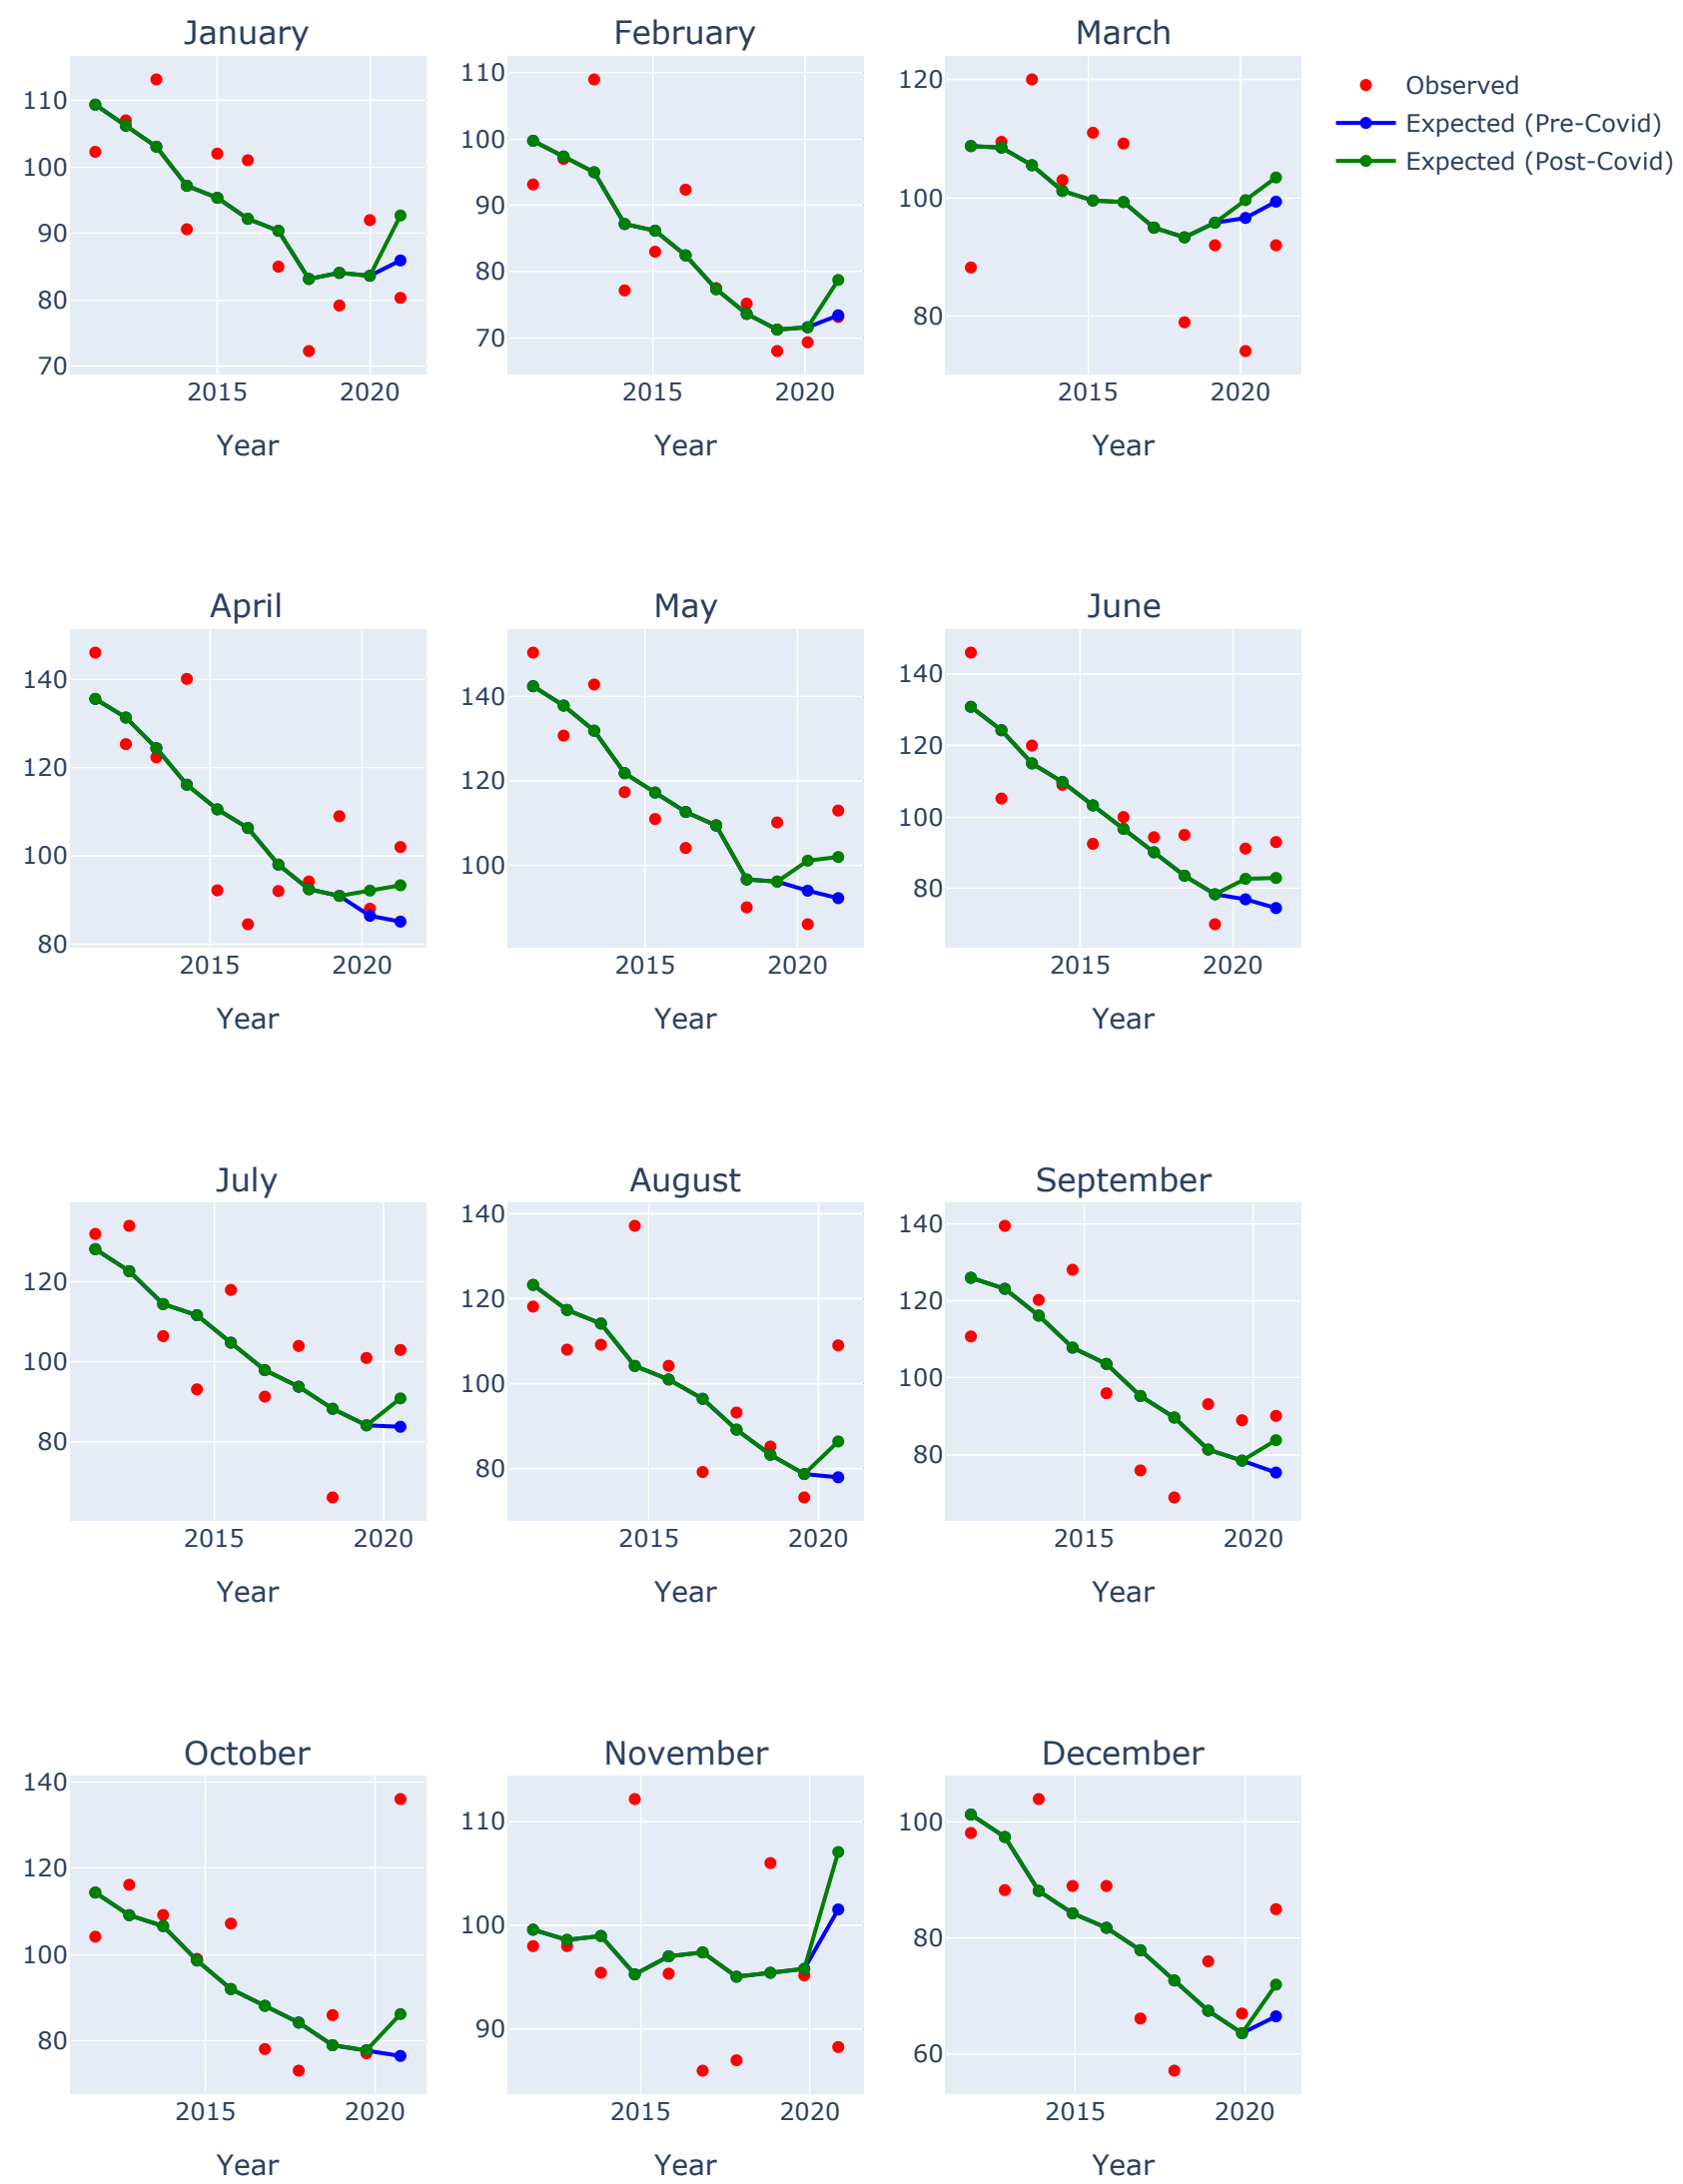 January
February
March
110
100
90
80
70
2015
2020
Year
110
100
90
80
70
2015
2020
Year
120
100
80
2015
2020
Year
Observed
Expected (Pre-Covid)
Expected (Post-Covid)
April
May
June
140
120
100
80
2015
2020
Year
140
120
100
2015
2020
Year
140
120
100
80
2015
2020
Year
July
August
September
120
100
80
2015
2020
Year
140
120
100
80
2015
2020
Year
140
120
100
80
2015
2020
Year
October
November
December
140
120
100
80
2015
2020
Year
110
100
90
2015
2020
Year
100
80
60
2015
2020
Year